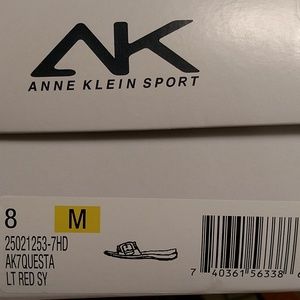 AK
ANNE KLEIN SPORT
8 M
25021253-7HD
AK7QUESTA
LT RED SY
7 40361 56338